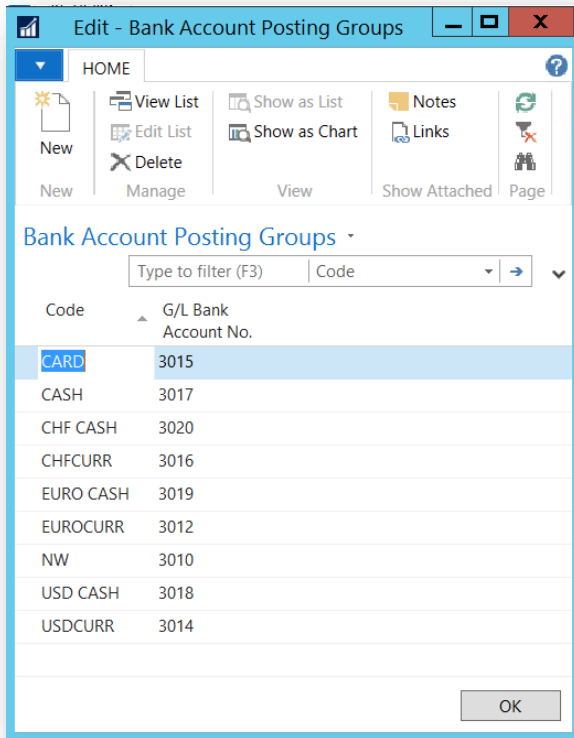 Edit - Bank Account Posting Groups
HOME
New
View List
Edit List
Delete
Show as List
Show as Chart
Notes
Links
New
Manage
View
Show Attached
Page
Bank Account Posting Groups
Type to filter (F3) Code
Code G/L Bank
Account No.
CARD 3015
CASH 3017
CHF CASH 3020
CHFCURR 3016
EURO CASH 3019
EUROCURR 3012
NW 3010
USD CASH 3018
USDCURR 3014
OK